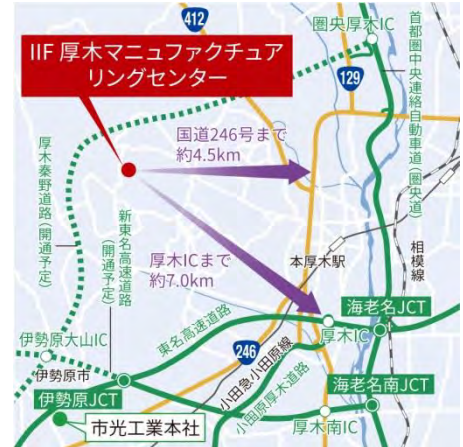 412
圏央厚木IC
IIF 厚木マニュファクチュア
リングセンター
129
首都圏中央連絡自動車道（圏央道）
国道246号まで
約4.5km
厚木秦野道路（開通予定）
新東名高速道路
（開通予定）
厚木ICまで
約7.0km
本厚木駅
相模線
海老名JCT
東名高速道路
厚木IC
伊勢原大山IC
246
小田急小田原線
伊勢原市
小田原厚木道路
伊勢原JCT
海老名南JCT
市光工業本社
厚木南IC